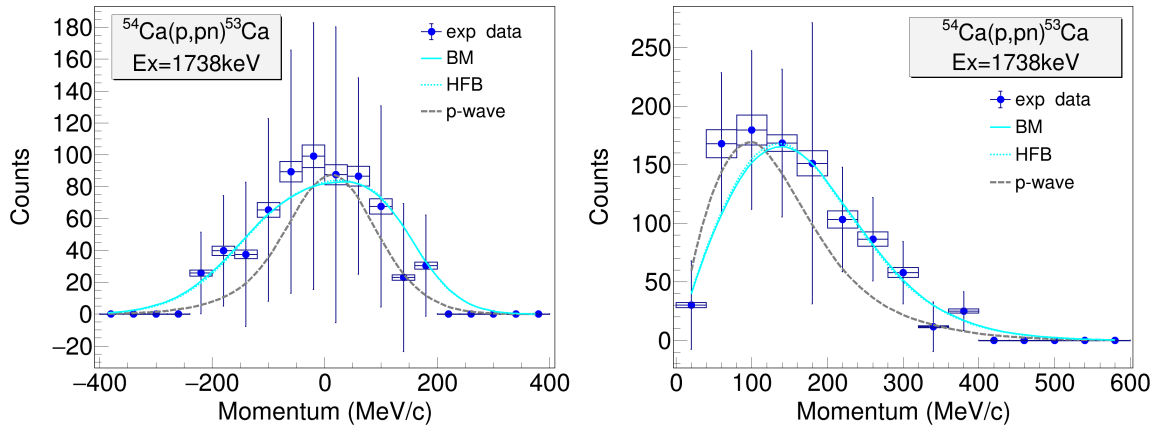 ⁵⁴Ca(p,pn)⁵³Ca
Ex=1738keV
exp data
BM
HFB
p-wave
Counts
180
160
140
120
100
80
60
40
20
0
−20
−400
−200
0
200
400
Momentum (MeV/c)
⁵⁴Ca(p,pn)⁵³Ca
Ex=1738keV
exp data
BM
HFB
p-wave
Counts
250
200
150
100
50
0
0
100
200
300
400
500
600
Momentum (MeV/c)